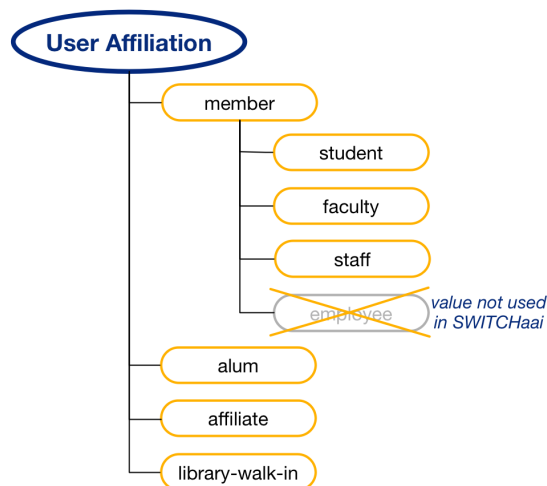 User Affiliation
member
student
faculty
staff
employee
value not used
in SWITCHaai
alum
affiliate
library-walk-in